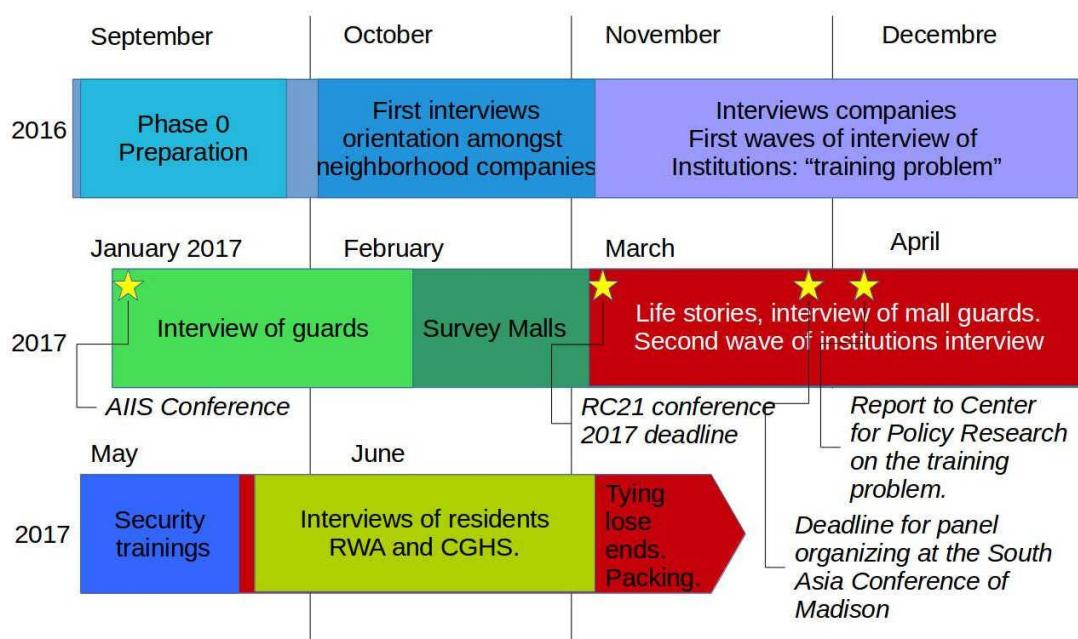 September
October
November
Decembre
2016
Phase 0
Preparation
First interviews
orientation amongst
neighborhood companies
Interviews companies
First waves of interview of
Institutions: “training problem”
January 2017
February
March
April
2017
Interview of guards
Survey Malls
Life stories, interview of mall guards.
Second wave of institutions interview
AIIS Conference
RC21 conference
2017 deadline
Report to Center
for Policy Research
on the training
problem.
May
June
2017
Security
trainings
Interviews of residents
RWA and CGHS.
Tying
lose
ends.
Packing.
Deadline for panel
organizing at the South
Asia Conference of
Madison